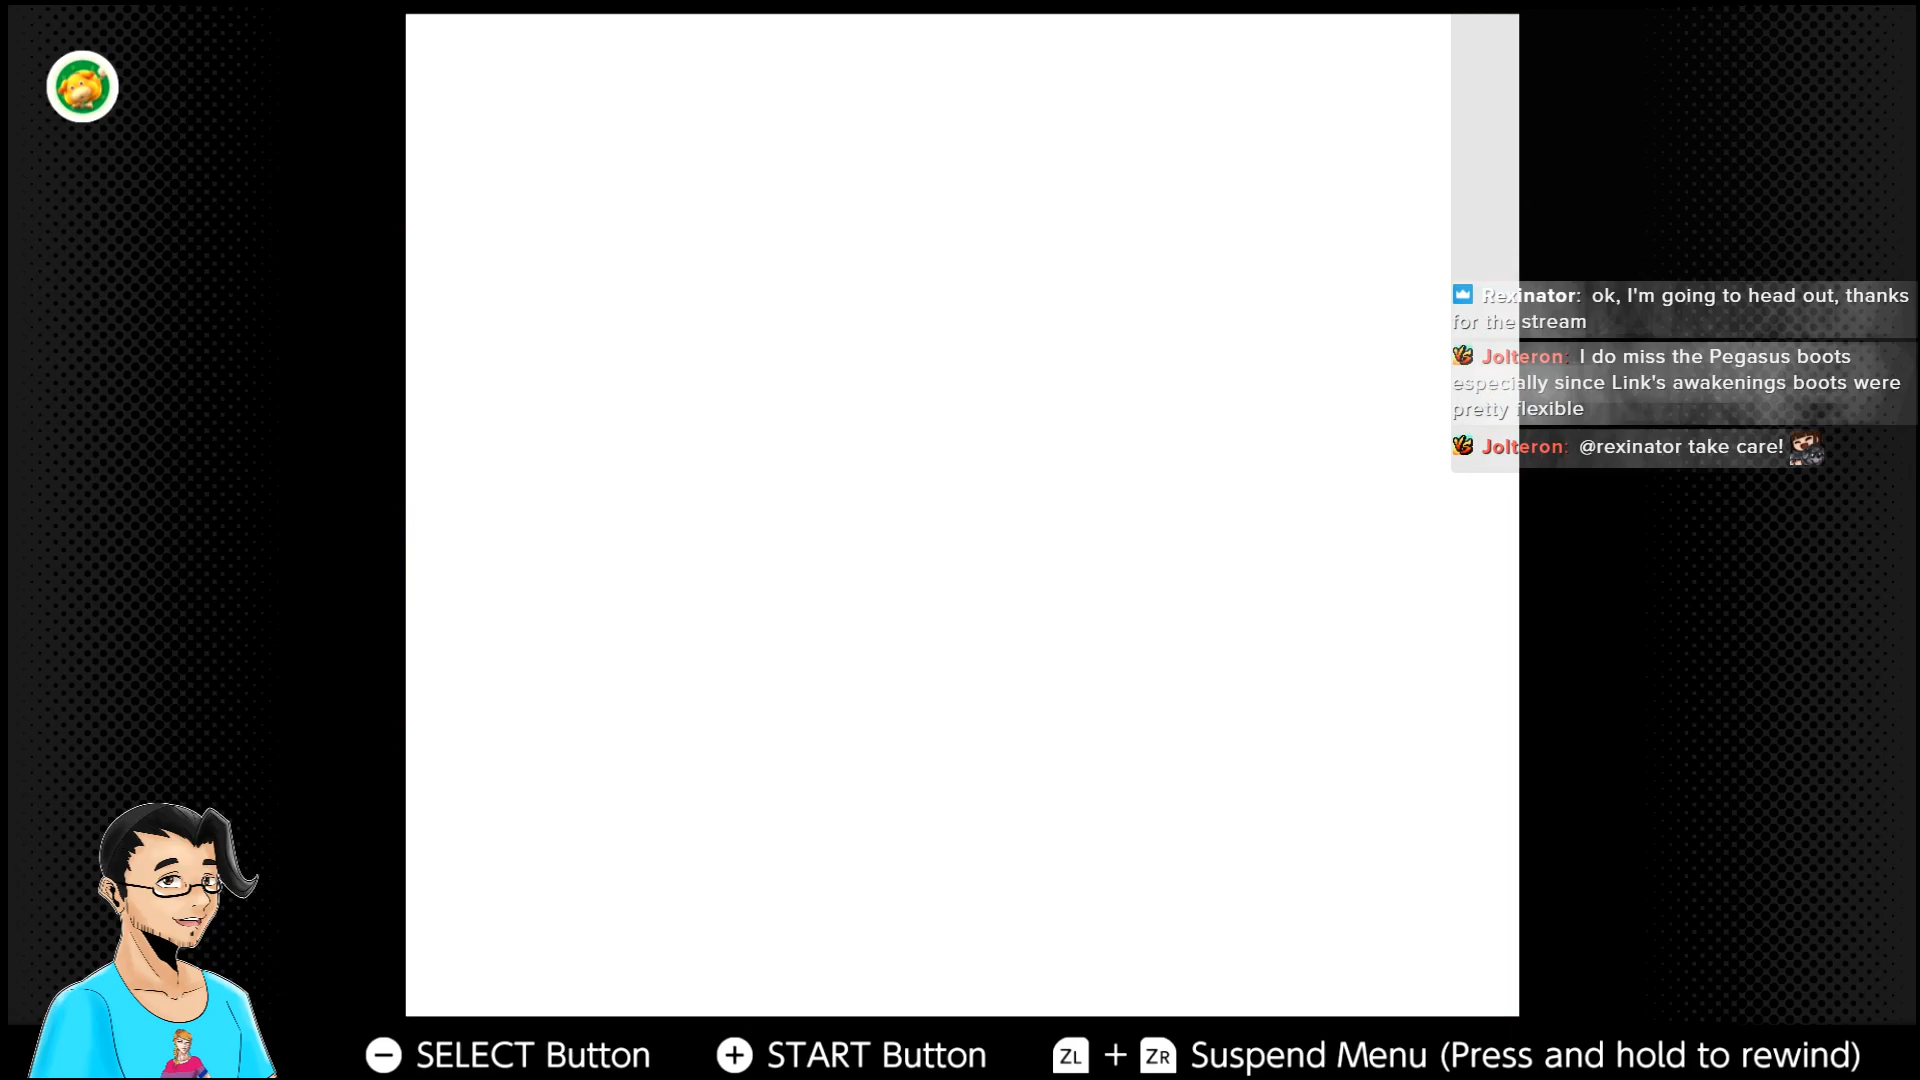 Rexinator: ok, I'm going to head out, thanks
for the stream
Jolteron: I do miss the Pegasus boots
especially since Link's awakenings boots were
pretty flexible
Jolteron: @rexinator take care!
− SELECT Button + START Button ZL + ZR Suspend Menu (Press and hold to rewind)